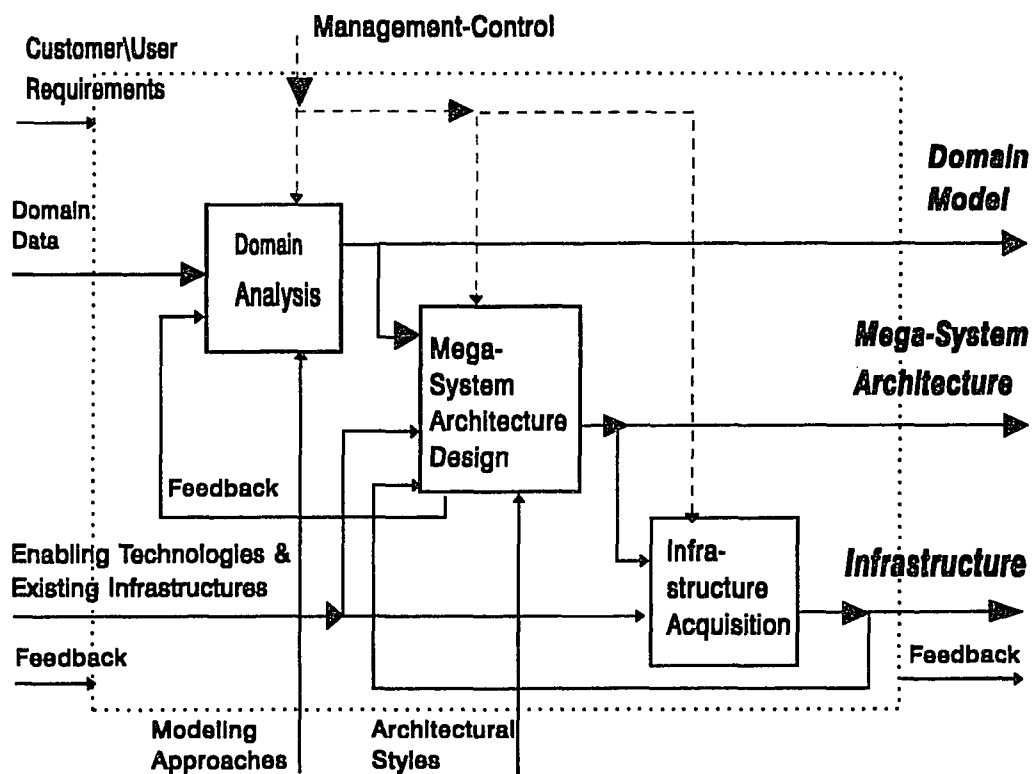 Management-Control
Customer\User
Requirements
Domain
Model
Domain
Data
Domain
Analysis
Mega-System
Architecture
Mega-
System
Architecture
Design
Feedback
Enabling Technologies &
Existing Infrastructures
Infra-
structure
Acquisition
Infrastructure
Feedback
Feedback
Modeling
Approaches
Architectural
Styles